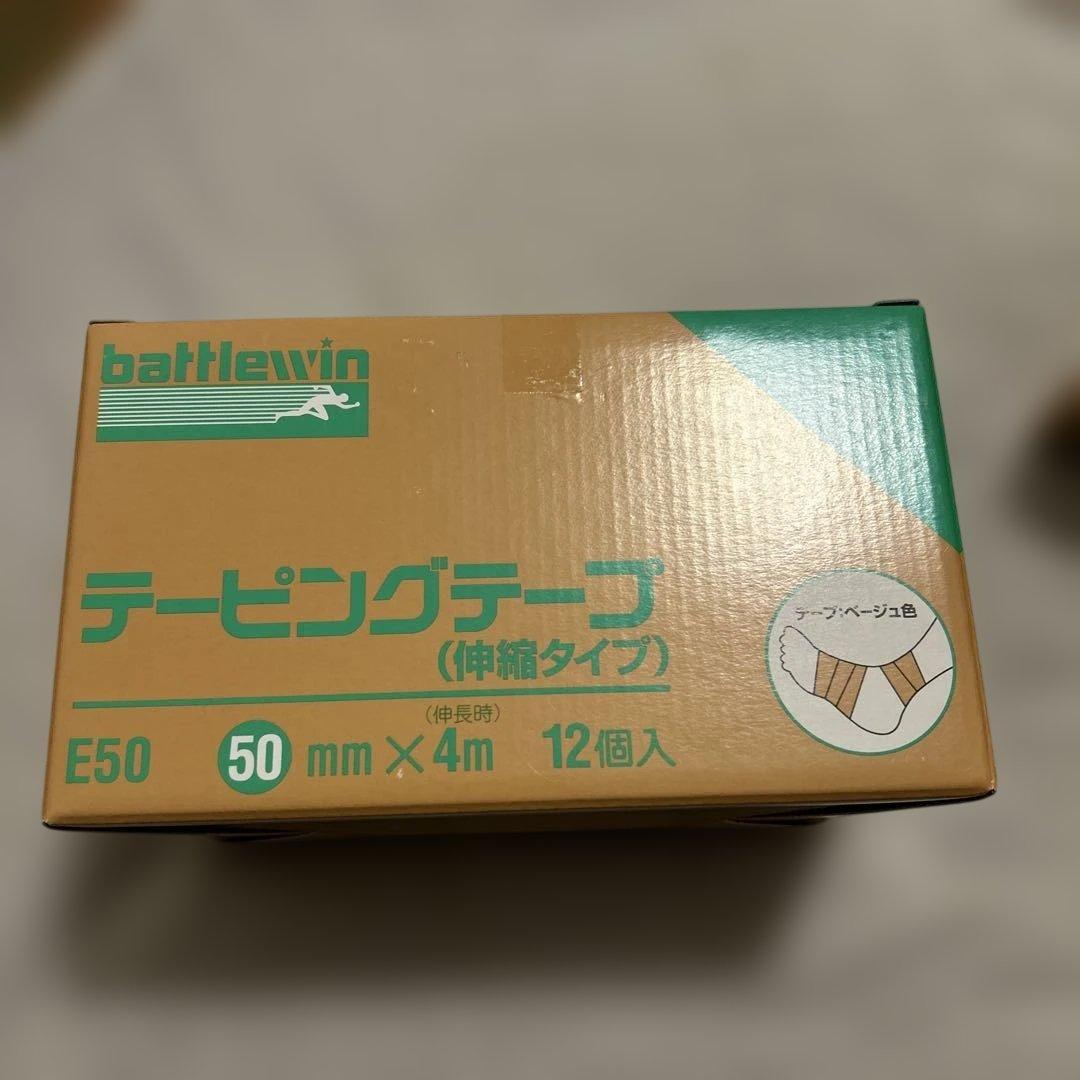 battlewin
テーピングテープ
(伸縮タイプ)
(伸長時)
E50 50 mm×4m 12個入
テープ:ベージュ色